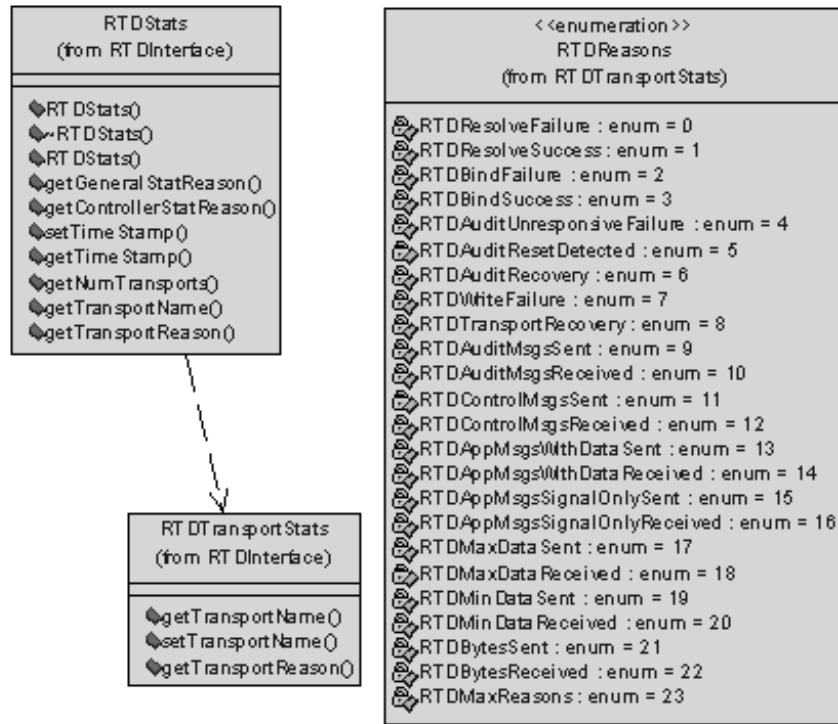 RTDStats
(from RTDInterface)
RTDStats()
~RTDStats()
RTDStats()
getGeneralStatReason()
getControllerStatReason()
setTimeStamp()
getTimeStamp()
getNumTransports()
getTransportName()
getTransportReason()
RTDTransportStats
(from RTDInterface)
getTransportName()
setTransportName()
getTransportReason()
<<enumeration>>
RTDReasons
(from RTDTransportStats)
RTDResolveFailure : enum = 0
RTDResolveSuccess : enum = 1
RTDBindFailure : enum = 2
RTDBindSuccess : enum = 3
RTDAuditUnresponsiveFailure : enum = 4
RTDAuditResetDetected : enum = 5
RTDAuditRecovery : enum = 6
RTDWriteFailure : enum = 7
RTDTransportRecovery : enum = 8
RTDAuditMsgsSent : enum = 9
RTDAuditMsgsReceived : enum = 10
RTDControlMsgsSent : enum = 11
RTDControlMsgsReceived : enum = 12
RTDAppMsgsWithDataSent : enum = 13
RTDAppMsgsWithDataReceived : enum = 14
RTDAppMsgsSignalOnlySent : enum = 15
RTDAppMsgsSignalOnlyReceived : enum = 16
RTDMaxDataSent : enum = 17
RTDMaxDataReceived : enum = 18
RTDMinDataSent : enum = 19
RTDMinDataReceived : enum = 20
RTDBytesSent : enum = 21
RTDBytesReceived : enum = 22
RTDMaxReasons : enum = 23